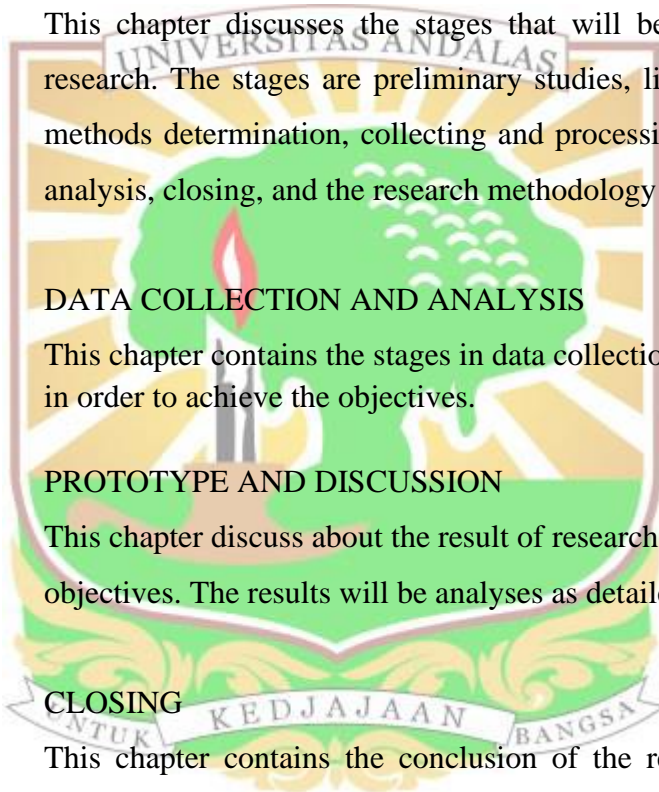 This chapter discusses the stages that will be
UNIVERSITAS ANDALAS
research. The stages are preliminary studies,
methods determination, collecting and
analysis, closing, and the research methodology
DATA COLLECTION AND ANALYSIS
This chapter contains the stages in data
in order to achieve the objectives.
PROTOTYPE AND DISCUSSION
This chapter discuss about the result of research
objectives. The results will be analyses as
CLOSING
UNTUK KEDJAJAAN BANGSA
This chapter contains the conclusion of the